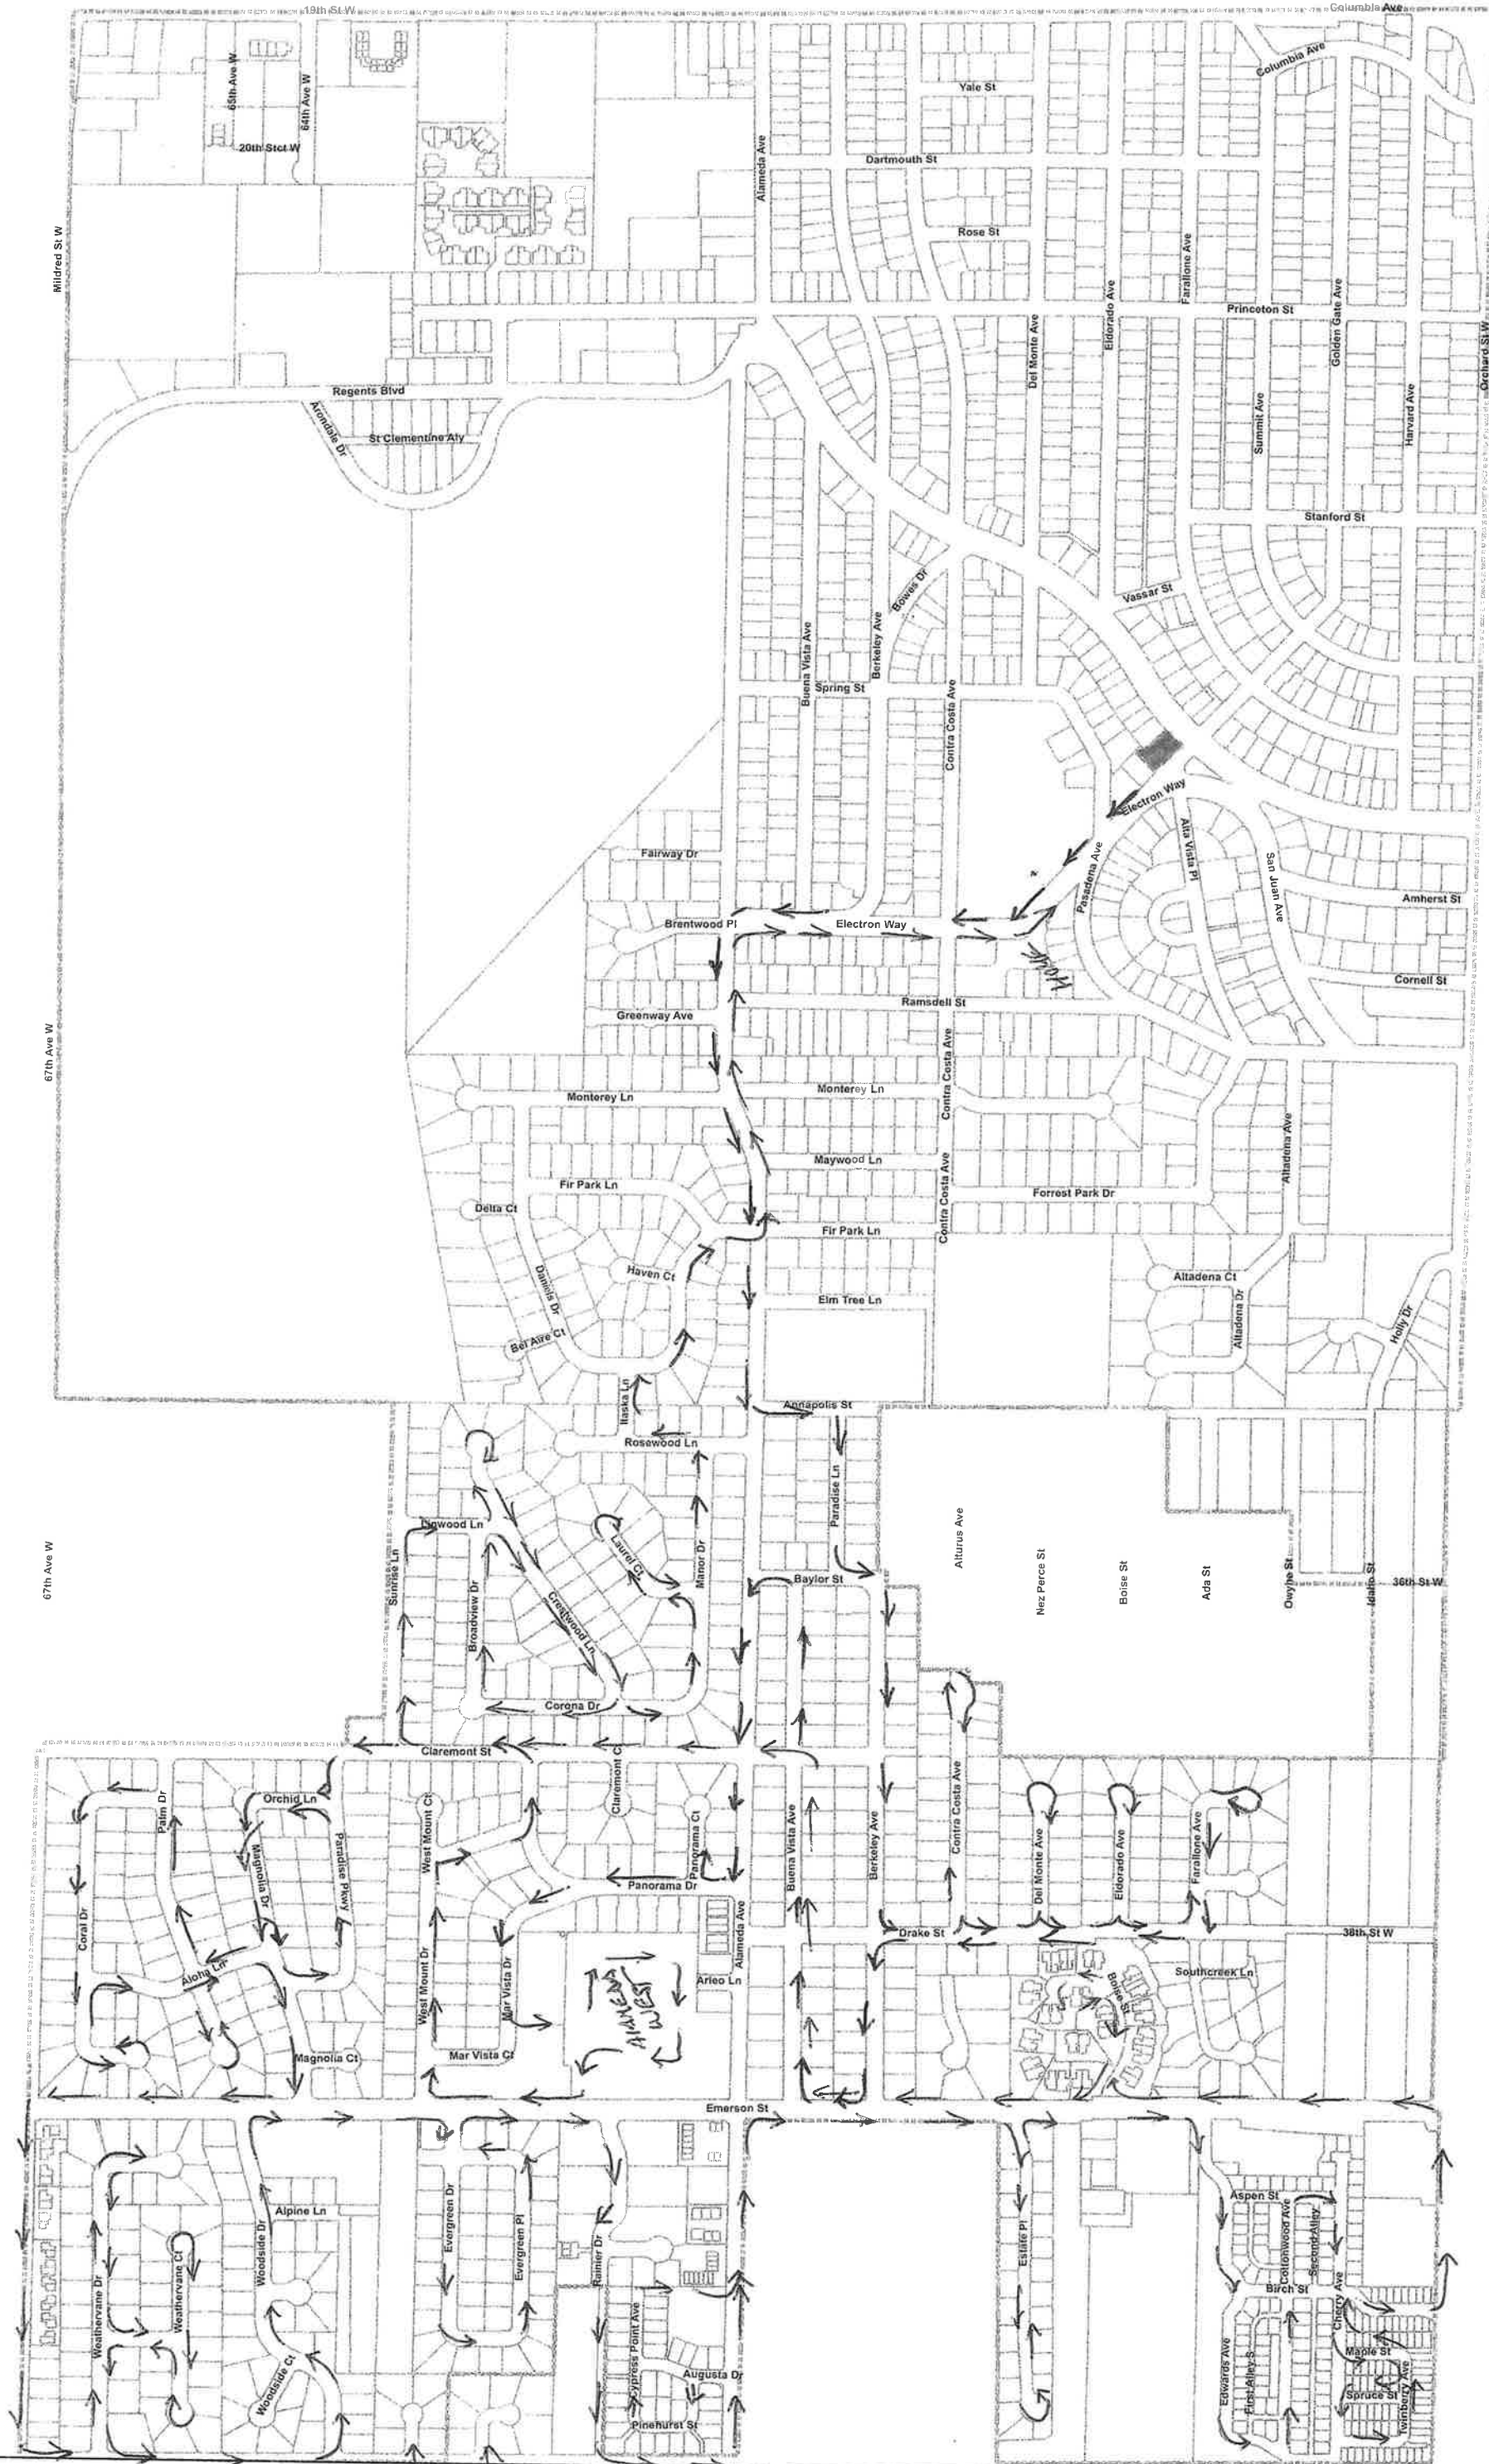 19th St W
Columbia Ave
Columbia Ave
65th Ave W
64th Ave W
Yale St
20th Stct W
Alameda Ave
Dartmouth St
Mildred St W
Rose St
Farallone Ave
Eldorado Ave
Golden Gate Ave
Princeton St
Del Monte Ave
Orchard St W
Regents Blvd
Summit Ave
Harvard Ave
Arondale Dr
St Clementine Aly
Stanford St
Bowes Dr
Vassar St
Buena Vista Ave
Berkeley Ave
Spring St
Contra Costa Ave
Electron Way
Alta Vista Pl
Fairway Dr
Pasadena Ave
San Juan Ave
Amherst St
Brentwood Pl
Electron Way
Cornell St
Ramsdell St
Greenway Ave
67th Ave W
Contra Costa Ave
Monterey Ln
Monterey Ln
Altadena Ave
Maywood Ln
Contra Costa Ave
Fir Park Ln
Forrest Park Dr
Delta Ct
Fir Park Ln
Haven Ct
Altadena Ct
Daniels Dr
Elm Tree Ln
Altadena Dr
Holly Dr
Bel Aire Ct
Ilaska Ln
Annapolis St
Rosewood Ln
Paradise Ln
Linwood Ln
Alturus Ave
67th Ave W
Sunrise Ln
Laurel Ct
Manor Dr
Baylor St
Nez Perce St
Boise St
Ada St
Owyhe St
Idaho St
36th St W
Broadview Dr
Crestwood Ln
Corona Dr
Claremont St
Claremont Ct
Palm Dr
Orchid Ln
West Mount Ct
Panorama Ct
Buena Vista Ave
Berkeley Ave
Contra Costa Ave
Del Monte Ave
Eldorado Ave
Farallone Ave
Magnolia Dr
Paradise Pkwy
Panorama Dr
Coral Dr
Alameda Ave
Drake St
38th St W
Aloha Ln
West Mount Dr
Mar Vista Dr
AIKENS
WEST
Arleo Ln
Boise St
Southcreek Ln
Magnolia Ct
Mar Vista Ct
Emerson St
Alpine Ln
Aspen St
Woodside Dr
Evergreen Dr
Evergreen Pl
Rainier Dr
Estate Pl
Cottonwood Ave
Second Alley
Weathervane Dr
Weathervane Ct
Birch St
Cherry Ave
Cypress Point Ave
Maple St
Augusta Dr
Edwards Ave
First Alley S
Woodside Ct
Spruce St
Twinberry Ave
Pinehurst St